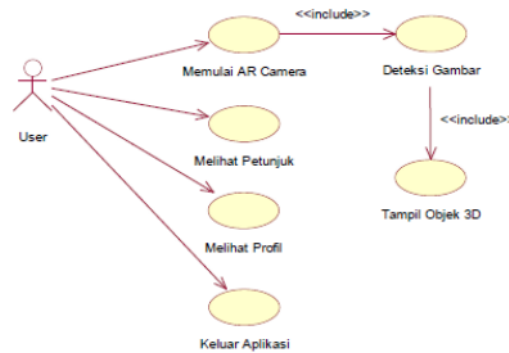 <<include>>
Memulai AR Camera
Deteksi Gambar
User
<<include>>
Melihat Petunjuk
Tampil Objek 3D
Melihat Profil
Keluar Aplikasi